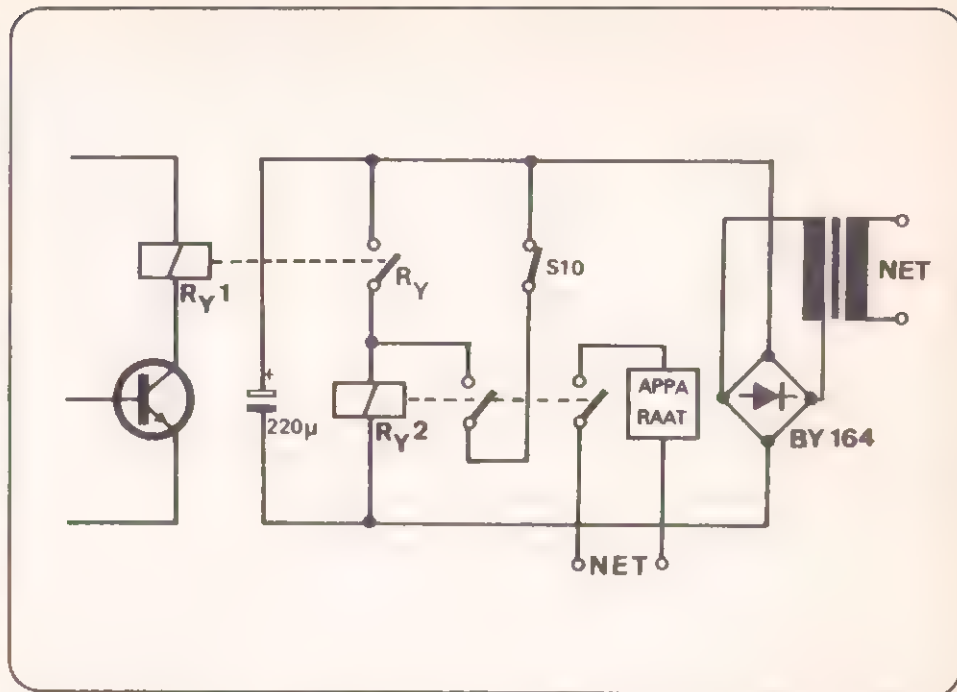 RY1
220µ
RY
RY2
S10
APPA
RAAT
NET
BY 164
NET